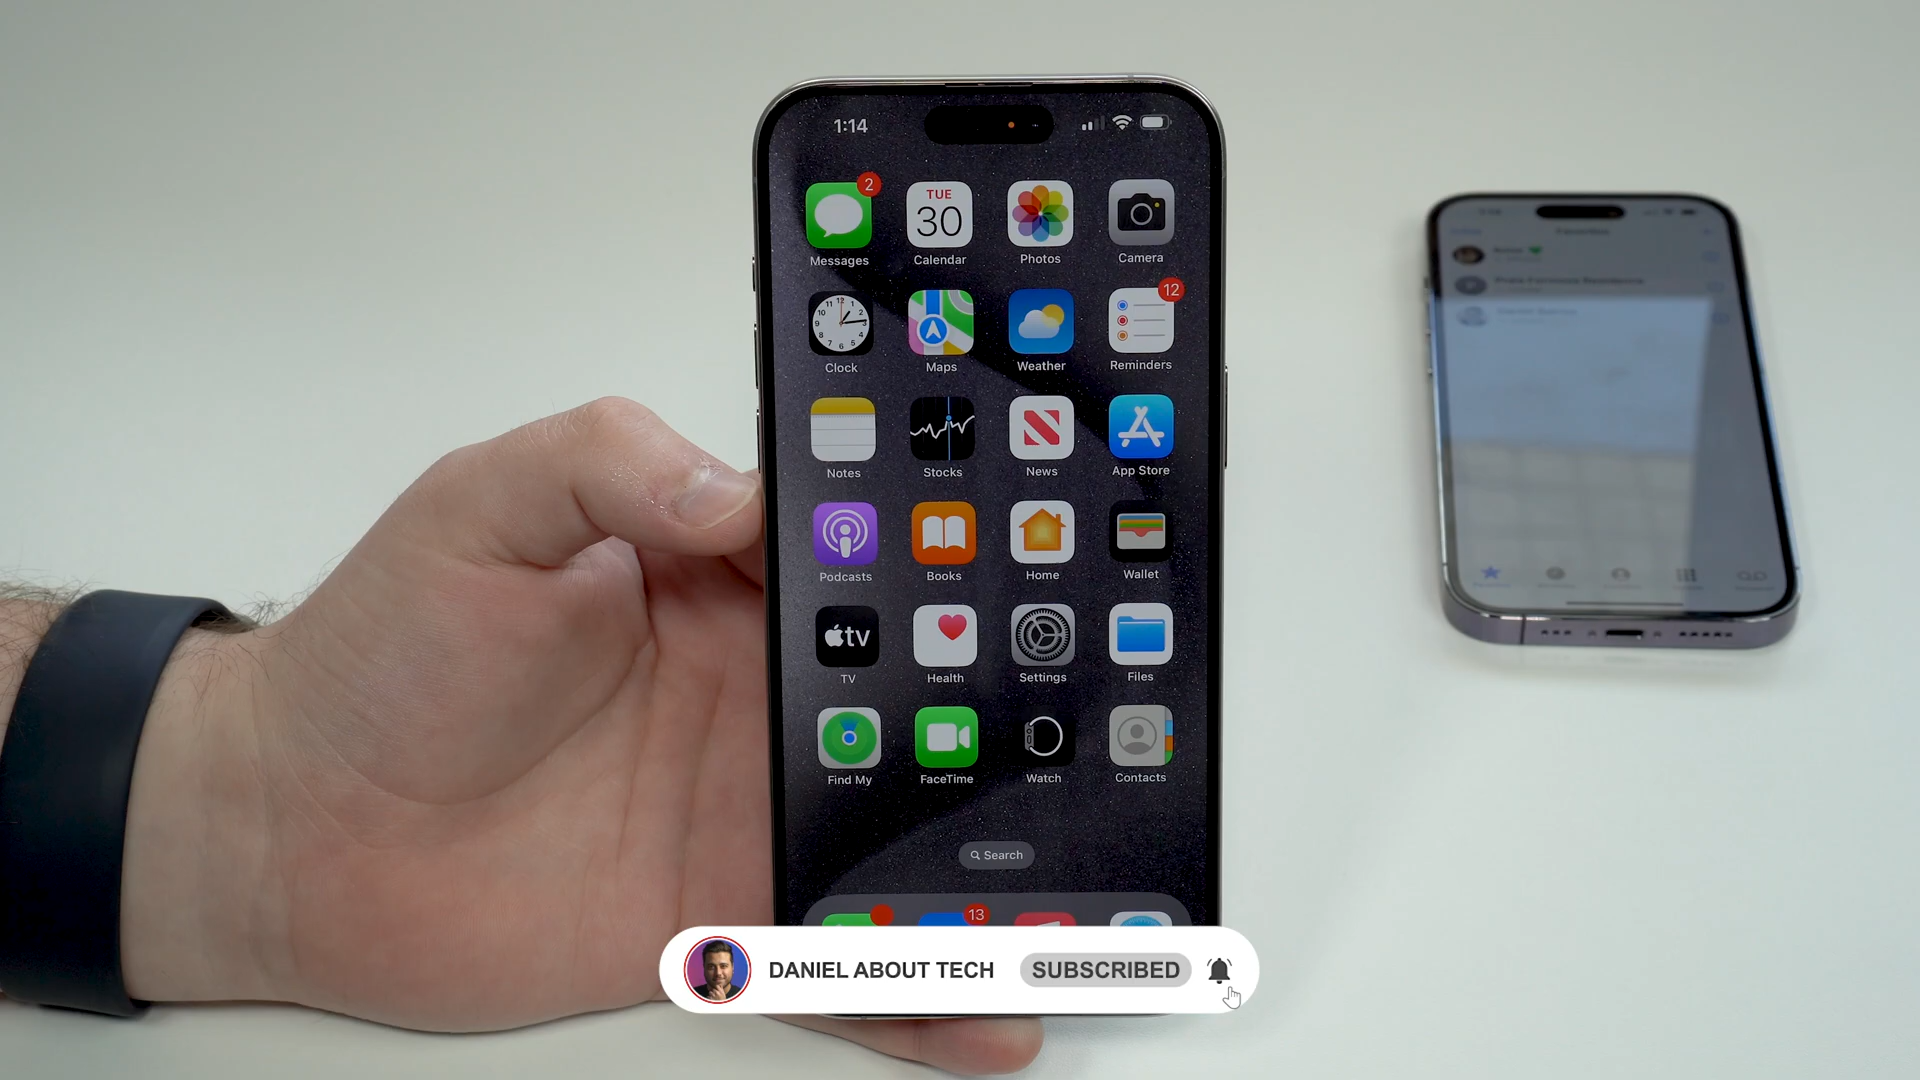 1:14
2
TUE
30
Messages
Calendar
Photos
Camera
12
Clock
Maps
Weather
Reminders
Notes
Stocks
News
App Store
Podcasts
Books
Home
Wallet
tv
TV
Health
Settings
Files
Find My
FaceTime
Watch
Contacts
Search
13
DANIEL ABOUT TECH
SUBSCRIBED